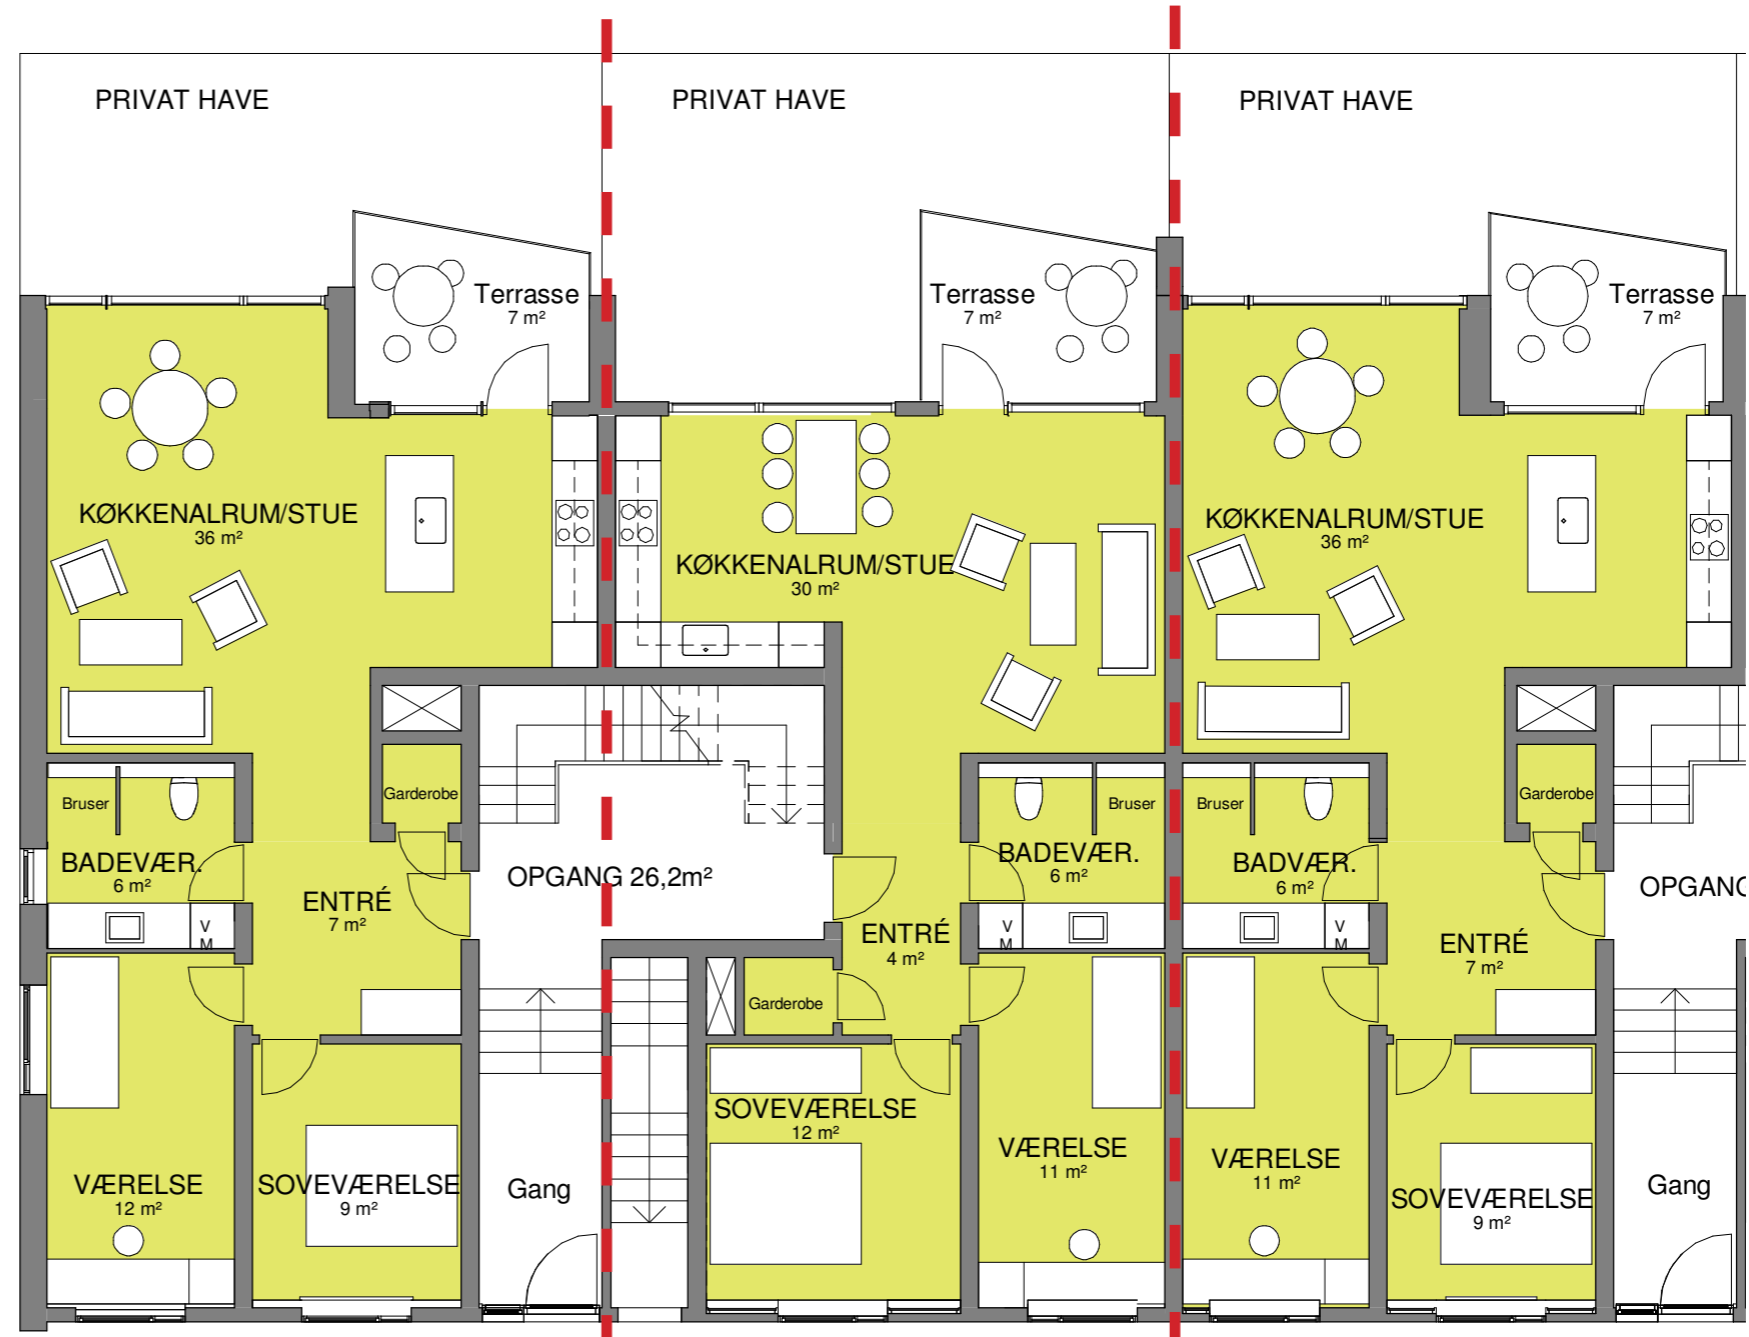 PRIVAT HAVE
PRIVAT HAVE
PRIVAT HAVE
Terrasse
7 m²
Terrasse
7 m²
Terrasse
7 m²
KØKKENALRUM/STUE
36 m²
KØKKENALRUM/STUE
30 m²
KØKKENALRUM/STUE
36 m²
Garderobe
Bruser
BADEVÆR.
6 m²
V
M
ENTRÉ
7 m²
OPGANG 26,2m²
Bruser
BADEVÆR.
6 m²
V
M
ENTRÉ
4 m²
Garderobe
Bruser
BADVÆR.
6 m²
V
M
Garderobe
ENTRÉ
7 m²
OPGANG
VÆRELSE
12 m²
SOVEVÆRELSE
9 m²
Gang
SOVEVÆRELSE
12 m²
VÆRELSE
11 m²
VÆRELSE
11 m²
SOVEVÆRELSE
9 m²
Gang